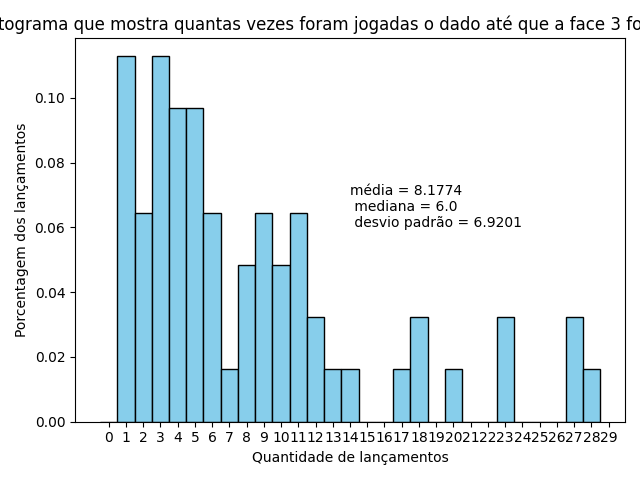 tograma que mostra quantas vezes foram jogadas o dado até que a face 3 fo
0.10
0.08
0.06
0.04
0.02
0.00
Porcentagem dos lançamentos
média = 8.1774
mediana = 6.0
desvio padrão = 6.9201
0 1 2 3 4 5 6 7 8 9 10 11 12 13 14 15 16 17 18 19 20 21 22 23 24 25 26 27 28 29
Quantidade de lançamentos